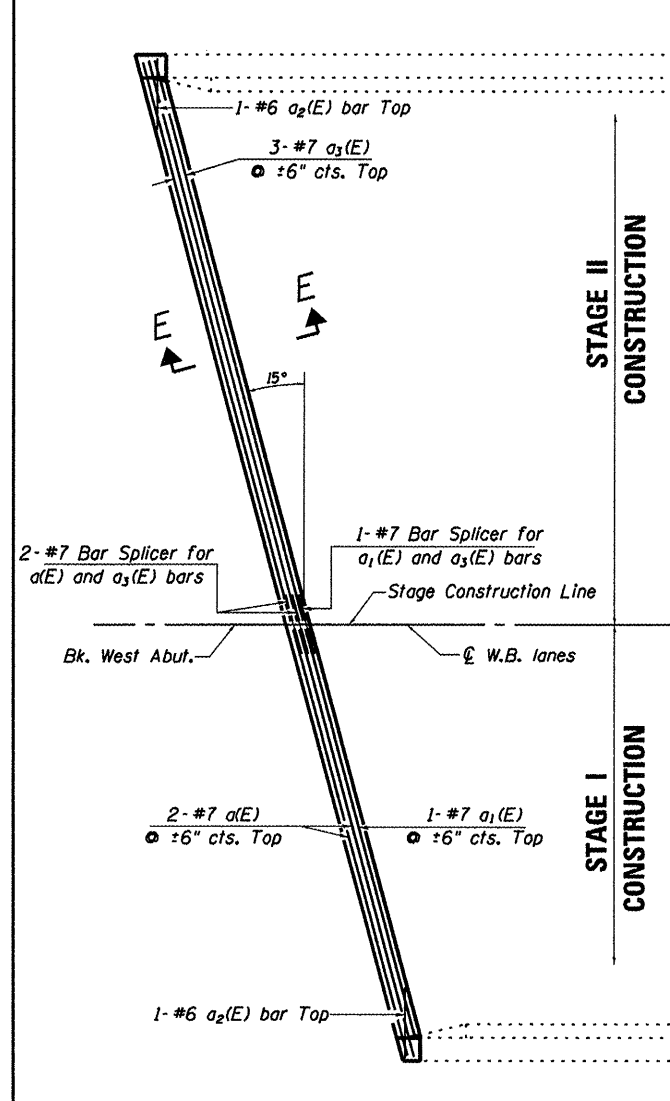 1- #6 a₂(E) bar Top
3- #7 a₃(E)
@ ±6" cts. Top
STAGE II
CONSTRUCTION
E
E
15°
2- #7 Bar Splicer for
a(E) and a₃(E) bars
1- #7 Bar Splicer for
a₁(E) and a₃(E) bars
Stage Construction Line
Bk. West Abut.
℄ W.B. lanes
STAGE I
CONSTRUCTION
2- #7 a(E)
@ ±6" cts. Top
1- #7 a₁(E)
@ ±6" cts. Top
1- #6 a₂(E) bar Top